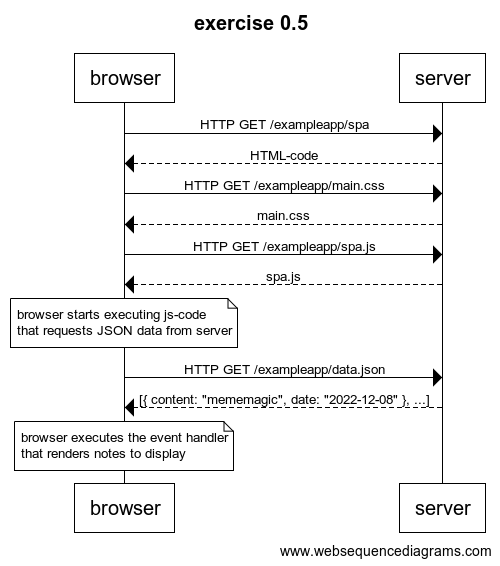 exercise 0.5
browser
server
HTTP GET /exampleapp/spa
HTML-code
HTTP GET /exampleapp/main.css
main.css
HTTP GET /exampleapp/spa.js
spa.js
browser starts executing js-code
that requests JSON data from server
HTTP GET /exampleapp/data.json
[{ content: "mememagic", date: "2022-12-08" }, ...]
browser executes the event handler
that renders notes to display
browser
server
www.websequencediagrams.com